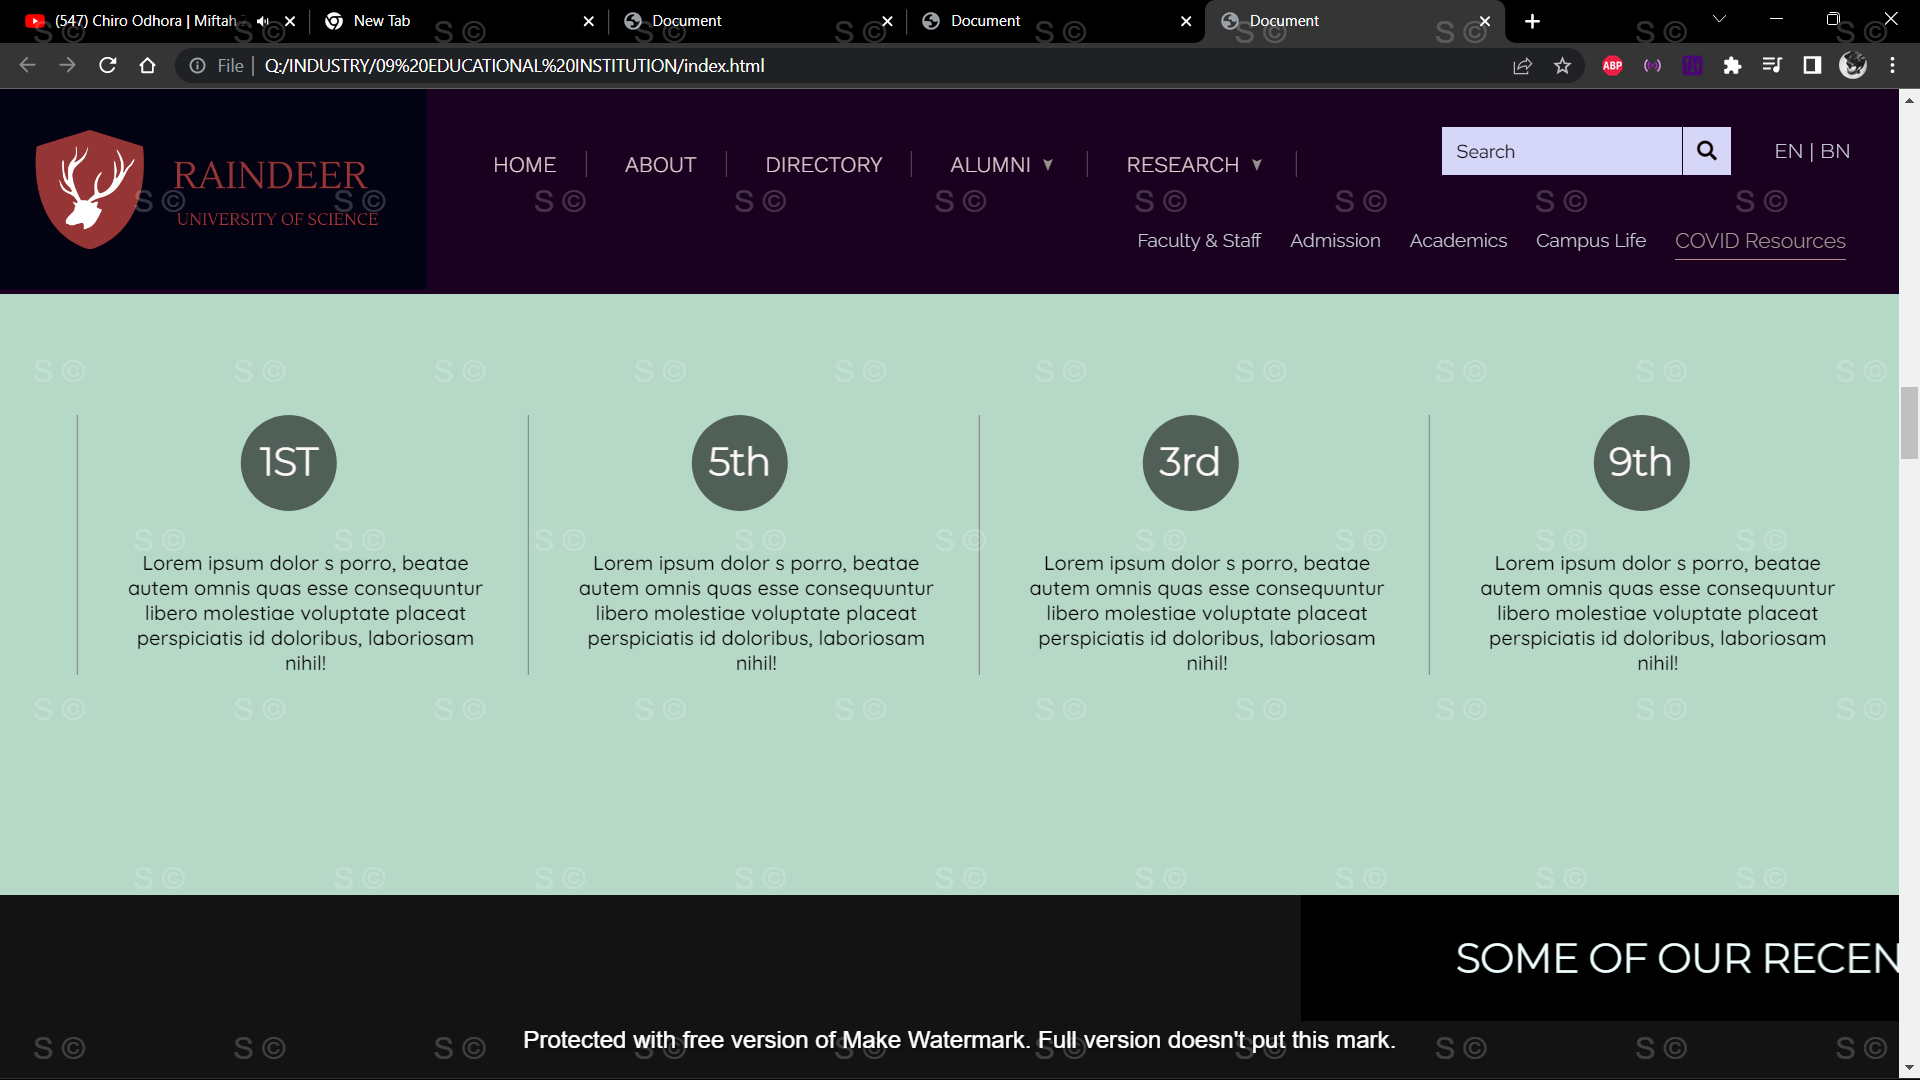 (547) Chiro Odhora | Miftah
New Tab
Document
Document
Document
File | Q:/INDUSTRY/09%20EDUCATIONAL%20INSTITUTION/index.html
ABP
RAINDEER
UNIVERSITY OF SCIENCE
HOME
ABOUT
DIRECTORY
ALUMNI
RESEARCH
Search
EN | BN
Faculty & Staff
Admission
Academics
Campus Life
COVID Resources
1ST
Lorem ipsum dolor s porro, beatae
autem omnis quas esse consequuntur
libero molestiae voluptate placeat
perspiciatis id doloribus, laboriosam
nihil!
5th
Lorem ipsum dolor s porro, beatae
autem omnis quas esse consequuntur
libero molestiae voluptate placeat
perspiciatis id doloribus, laboriosam
nihil!
3rd
Lorem ipsum dolor s porro, beatae
autem omnis quas esse consequuntur
libero molestiae voluptate placeat
perspiciatis id doloribus, laboriosam
nihil!
9th
Lorem ipsum dolor s porro, beatae
autem omnis quas esse consequuntur
libero molestiae voluptate placeat
perspiciatis id doloribus, laboriosam
nihil!
SOME OF OUR RECEN
Protected with free version of Make Watermark. Full version doesn't put this mark.
S ©